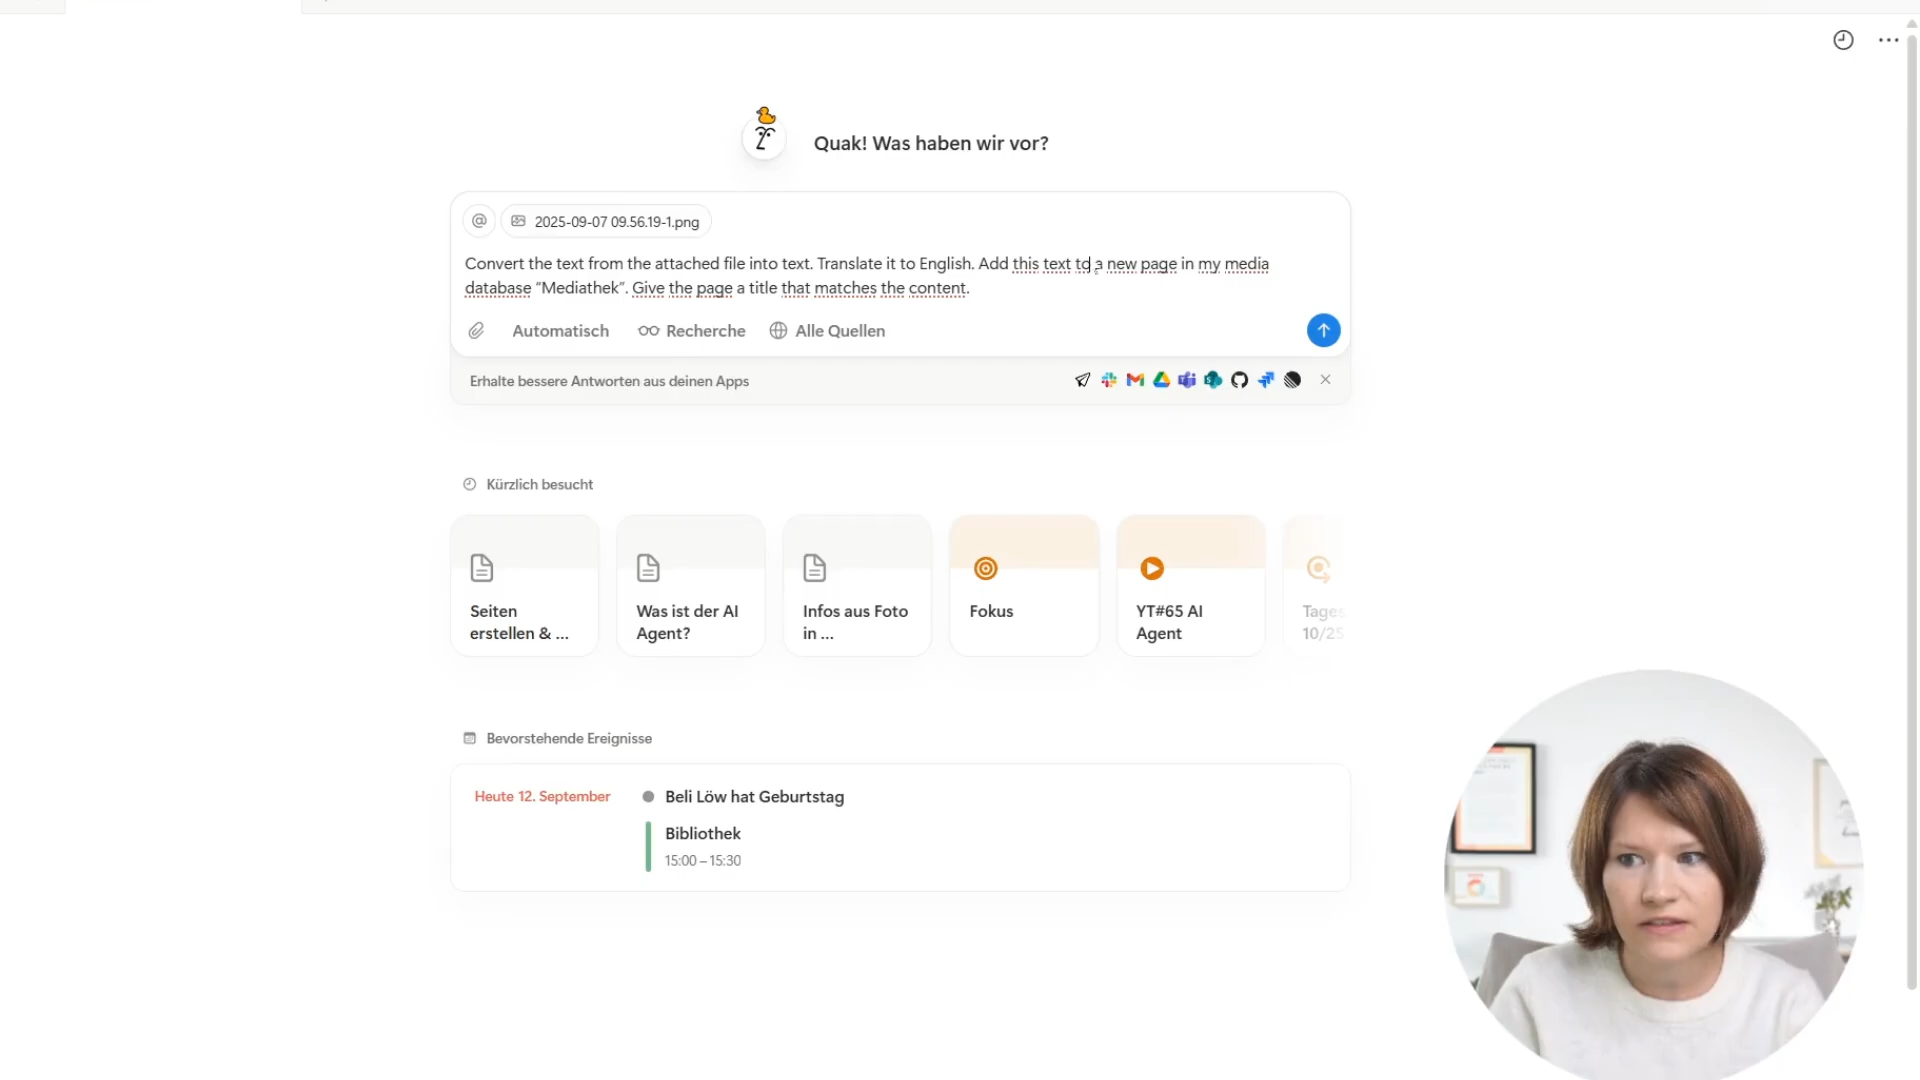 Quak! Was haben wir vor?
2025-09-07 09.56.19-1.png
Convert the text from the attached file into text. Translate it to English. Add this text to a new page in my media
database “Mediathek”. Give the page a title that matches the content.
Automatisch
Recherche
Alle Quellen
Erhalte bessere Antworten aus deinen Apps
Kürzlich besucht
Seiten
erstellen & ...
Was ist der AI
Agent?
Infos aus Foto
in ...
Fokus
YT#65 AI
Agent
Tages
10/25
Bevorstehende Ereignisse
Heute 12. September
Beli Löw hat Geburtstag
Bibliothek
15:00 – 15:30